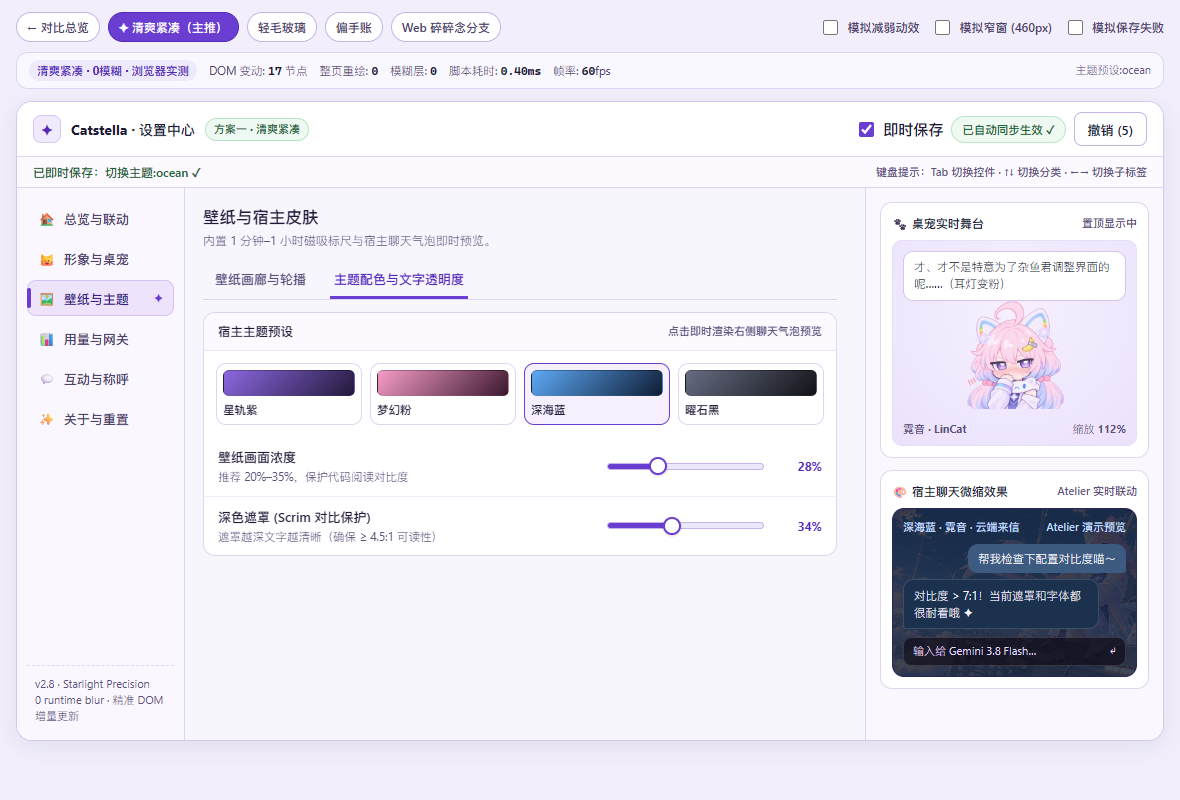 ← 对比总览
✦ 清爽紧凑（主推）
轻毛玻璃
偏手账
Web 碎碎念分支
模拟减弱动效
模拟窄窗 (460px)
模拟保存失败
清爽紧凑 · 0模糊 · 浏览器实测
DOM 变动: 17 节点
整页重绘: 0
模糊层: 0
脚本耗时: 0.40ms
帧率: 60fps
主题预设:ocean
✦
Catstella · 设置中心
方案一 · 清爽紧凑
即时保存
已自动同步生效 ✓
撤销 (5)
已即时保存：切换主题:ocean ✓
键盘提示：Tab 切换控件 · ↑↓ 切换分类 · ←→ 切换子标签
总览与联动
形象与桌宠
壁纸与主题 ✦
用量与网关
互动与称呼
关于与重置
v2.8 · Starlight Precision
0 runtime blur · 精准 DOM
增量更新
壁纸与宿主皮肤
内置 1 分钟–1 小时磁吸标尺与宿主聊天气泡即时预览。
壁纸画廊与轮播
主题配色与文字透明度
宿主主题预设
点击即时渲染右侧聊天气泡预览
星轨紫
梦幻粉
深海蓝
曜石黑
壁纸画面浓度
推荐 20%–35%，保护代码阅读对比度
28%
深色遮罩 (Scrim 对比保护)
遮罩越深文字越清晰（确保 ≥ 4.5:1 可读性）
34%
桌宠实时舞台
置顶显示中
才、才不是特意为了杂鱼君调整界面的
呢……（耳灯变粉）
霓音 · LinCat
缩放 112%
宿主聊天微缩效果
Atelier 实时联动
深海蓝 · 霓音 · 云端来信
Atelier 演示预览
帮我检查下配置对比度喵～
对比度 > 7:1！当前遮罩和字体都
很耐看哦 ✦
输入给 Gemini 3.8 Flash...
↲